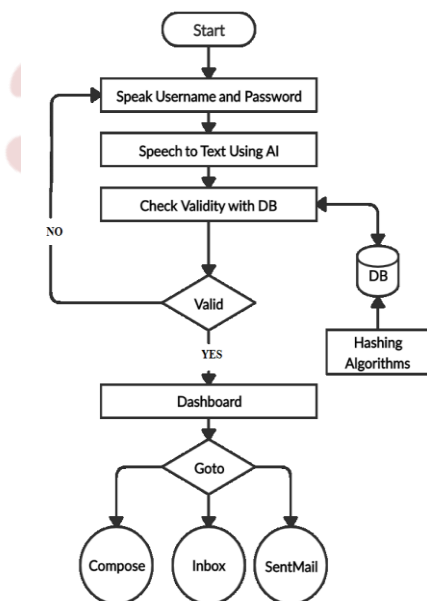 Start
Speak Username and Password
Speech to Text Using AI
Check Validity with DB
NO
DB
Valid
Hashing
Algorithms
YES
Dashboard
Goto
Compose
Inbox
SentMail